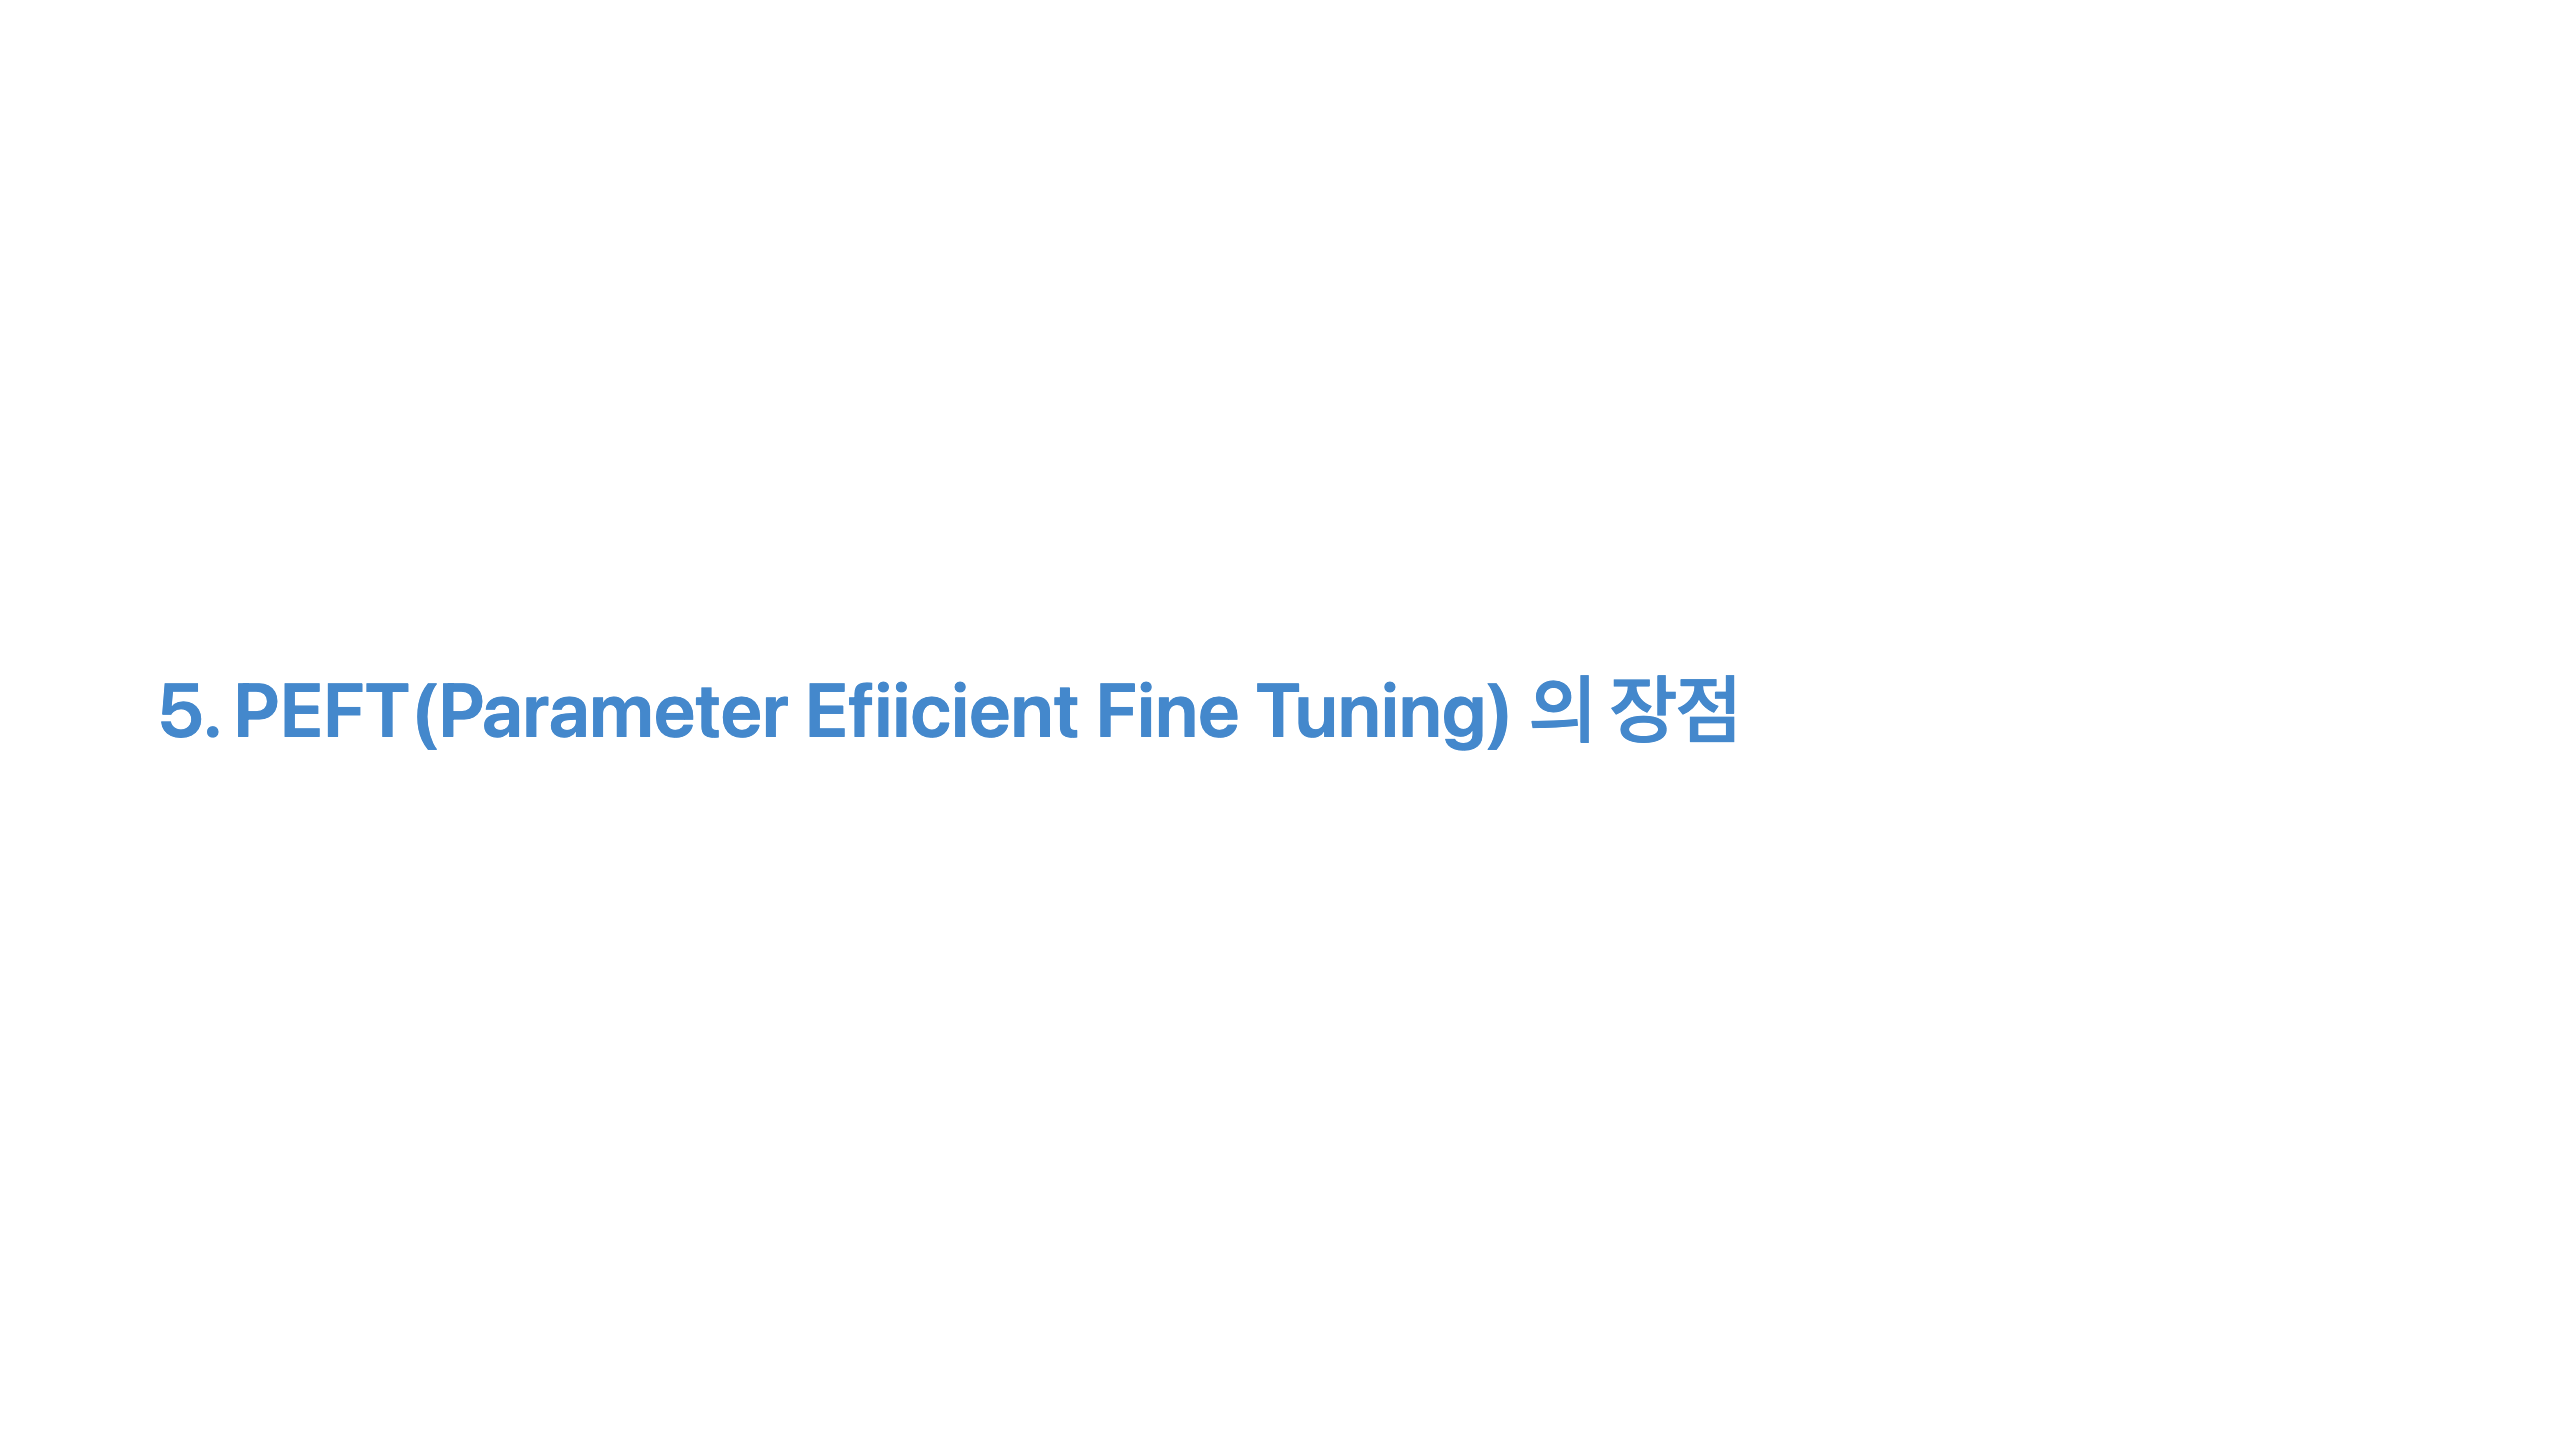 5. PEFT(Parameter Efiicient Fine Tuning) 의 장점